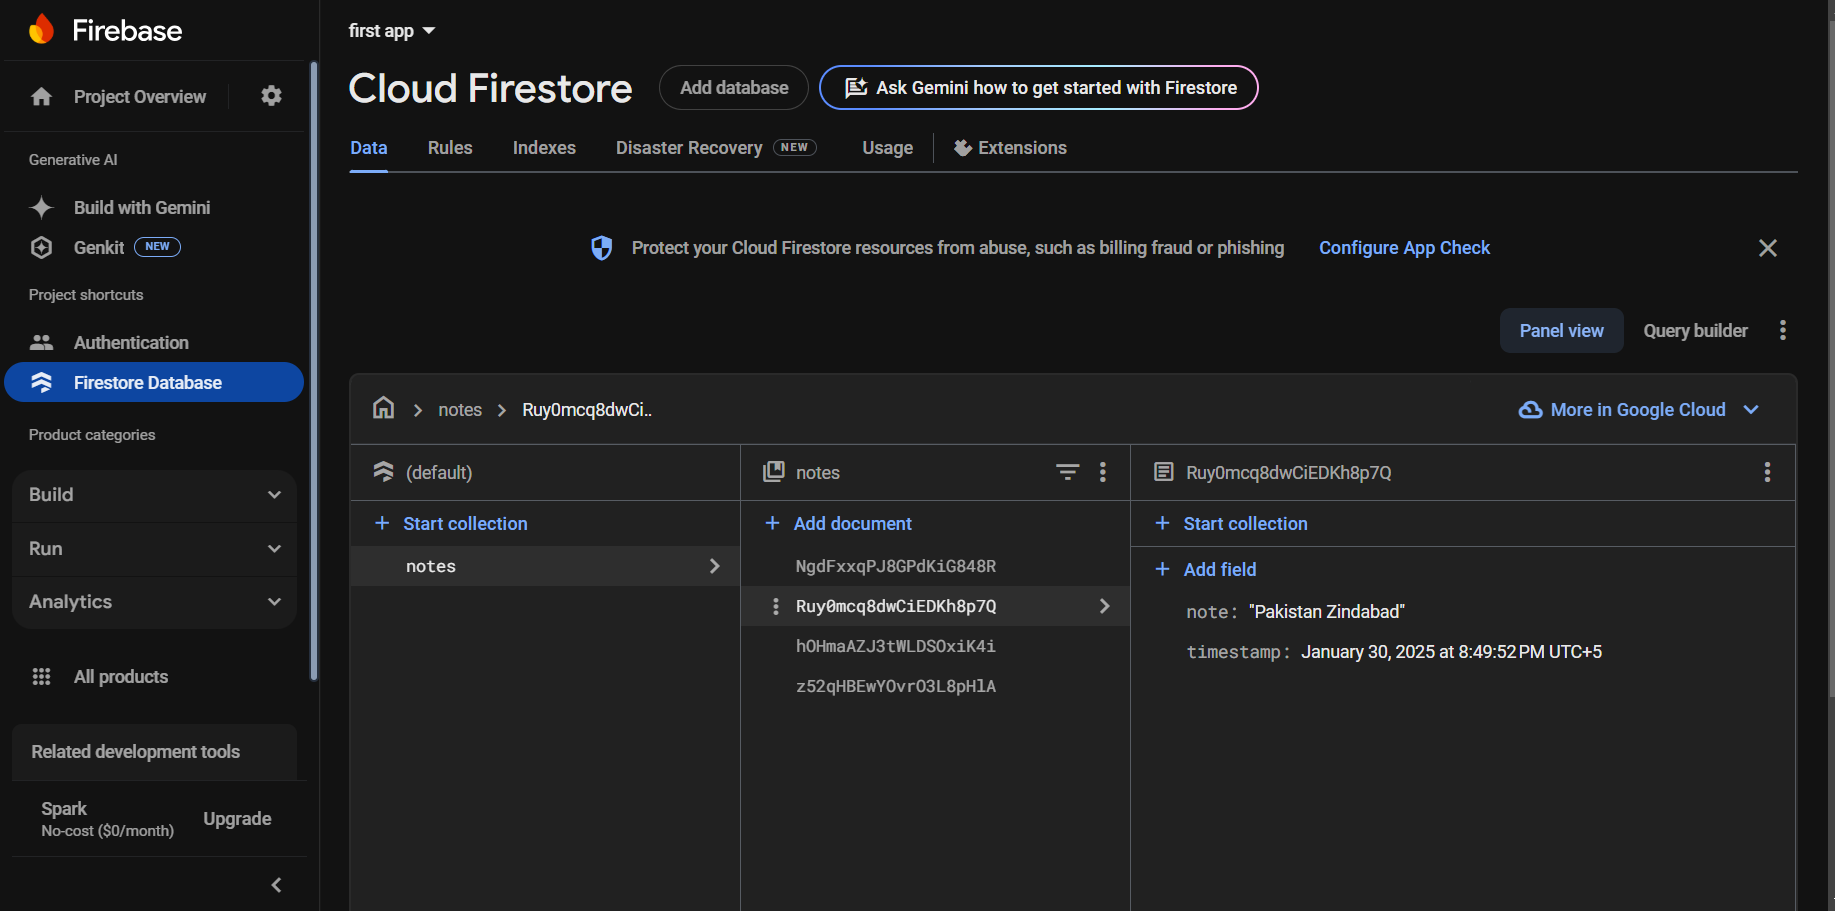 Firebase
Project Overview
Generative AI
Build with Gemini
Genkit NEW
Project shortcuts
Authentication
Firestore Database
Product categories
Build
Run
Analytics
All products
Related development tools
Spark
No-cost ($0/month)
Upgrade
first app
Cloud Firestore
Add database
Ask Gemini how to get started with Firestore
Data Rules Indexes Disaster Recovery NEW Usage Extensions
Protect your Cloud Firestore resources from abuse, such as billing fraud or phishing Configure App Check
Panel view Query builder
notes Ruy0mcq8dwCi..
More in Google Cloud
(default)
Start collection
notes
notes
Add document
NgdFxxqPJ8GPdKiG848R
Ruy0mcq8dwCiEDKh8p7Q
hOHmaAZJ3tWLDSOxiK4i
z52qHBEwYOvrO3L8pHlA
Ruy0mcq8dwCiEDKh8p7Q
Start collection
Add field
note: "Pakistan Zindabad"
timestamp: January 30, 2025 at 8:49:52 PM UTC+5